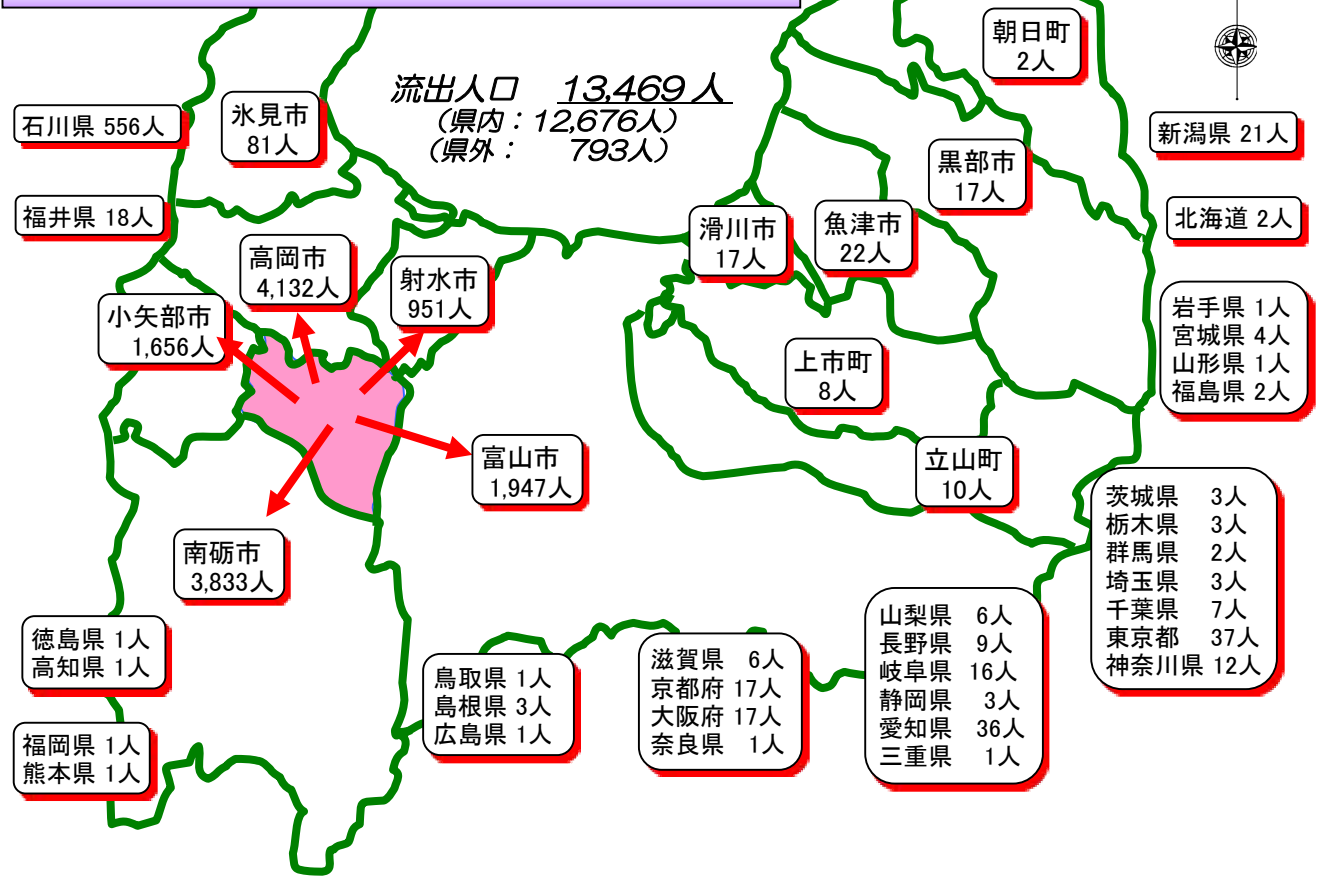 流出人口 13,469人
(県内：12,676人)
(県外： 793人)
朝日町
2人
石川県 556人
氷見市
81人
新潟県 21人
黒部市
17人
福井県 18人
滑川市
17人
魚津市
22人
北海道 2人
高岡市
4,132人
射水市
951人
小矢部市
1,656人
岩手県 1人
宮城県 4人
山形県 1人
福島県 2人
上市町
8人
富山市
1,947人
立山町
10人
茨城県 3人
栃木県 3人
群馬県 2人
埼玉県 3人
千葉県 7人
東京都 37人
神奈川県 12人
南砺市
3,833人
山梨県 6人
長野県 9人
岐阜県 16人
静岡県 3人
愛知県 36人
三重県 1人
徳島県 1人
高知県 1人
鳥取県 1人
島根県 3人
広島県 1人
滋賀県 6人
京都府 17人
大阪府 17人
奈良県 1人
福岡県 1人
熊本県 1人